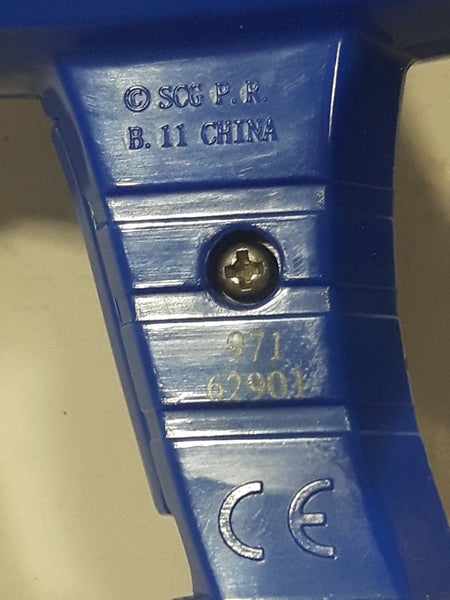 © SCG P. R.
B. 11 CHINA
971
62901
CE